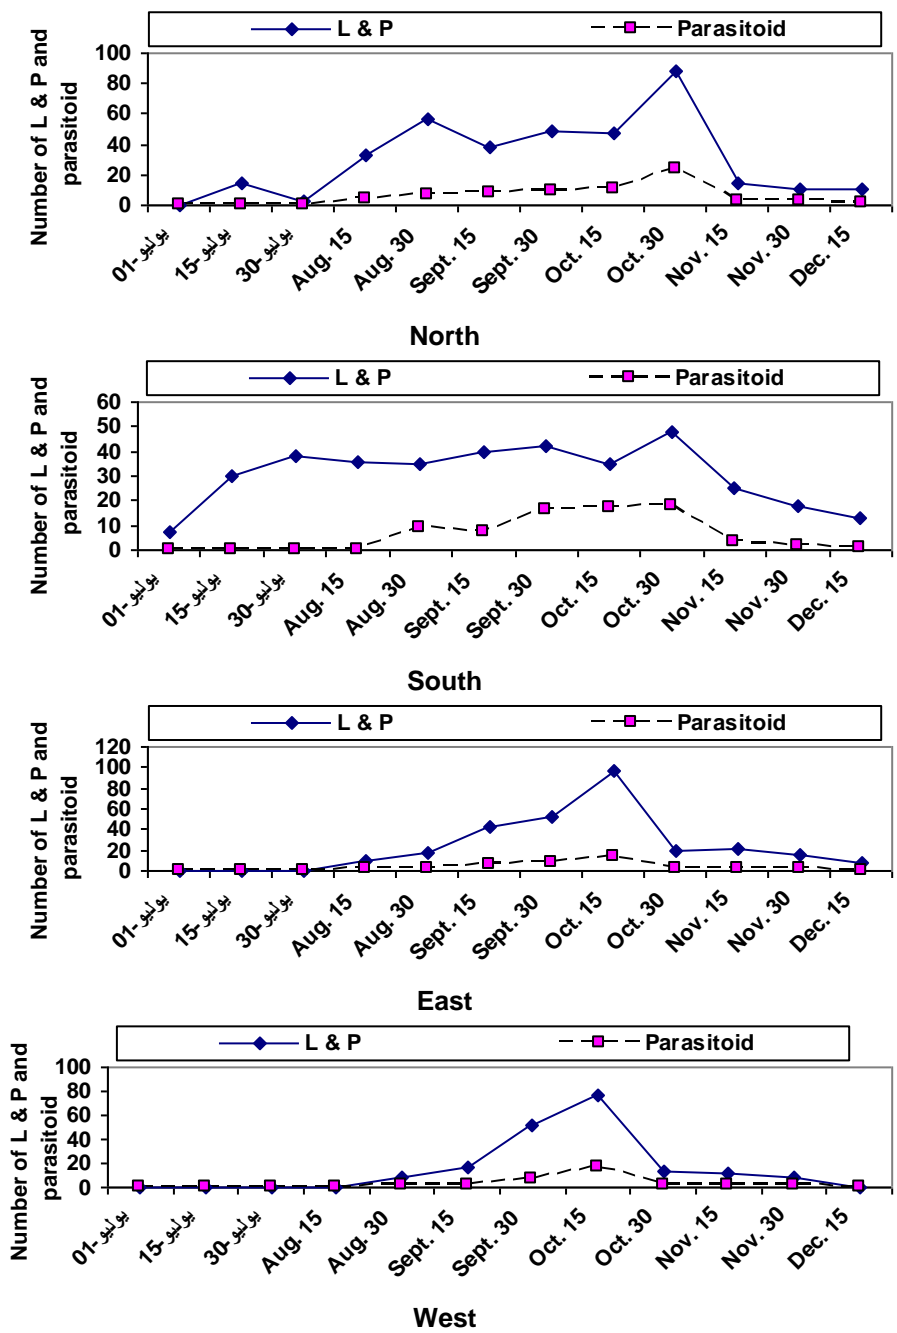 L & P Parasitoid
Number of L & P and
parasitoid
100
80
60
40
20
0
01-يوليو 15-يوليو 30-يوليو Aug. 15 Aug. 30 Sept. 15 Sept. 30 Oct. 15 Oct. 30 Nov. 15 Nov. 30 Dec. 15
North
L & P Parasitoid
Number of L & P and
parasitoid
60
50
40
30
20
10
0
01-يوليو 15-يوليو 30-يوليو Aug. 15 Aug. 30 Sept. 15 Sept. 30 Oct. 15 Oct. 30 Nov. 15 Nov. 30 Dec. 15
South
L & P Parasitoid
Number of L & P and
parasitoid
120
100
80
60
40
20
0
01-يوليو 15-يوليو 30-يوليو Aug. 15 Aug. 30 Sept. 15 Sept. 30 Oct. 15 Oct. 30 Nov. 15 Nov. 30 Dec. 15
East
L & P Parasitoid
Number of L & P and
parasitoid
100
80
60
40
20
0
01-يوليو 15-يوليو 30-يوليو Aug. 15 Aug. 30 Sept. 15 Sept. 30 Oct. 15 Oct. 30 Nov. 15 Nov. 30 Dec. 15
West